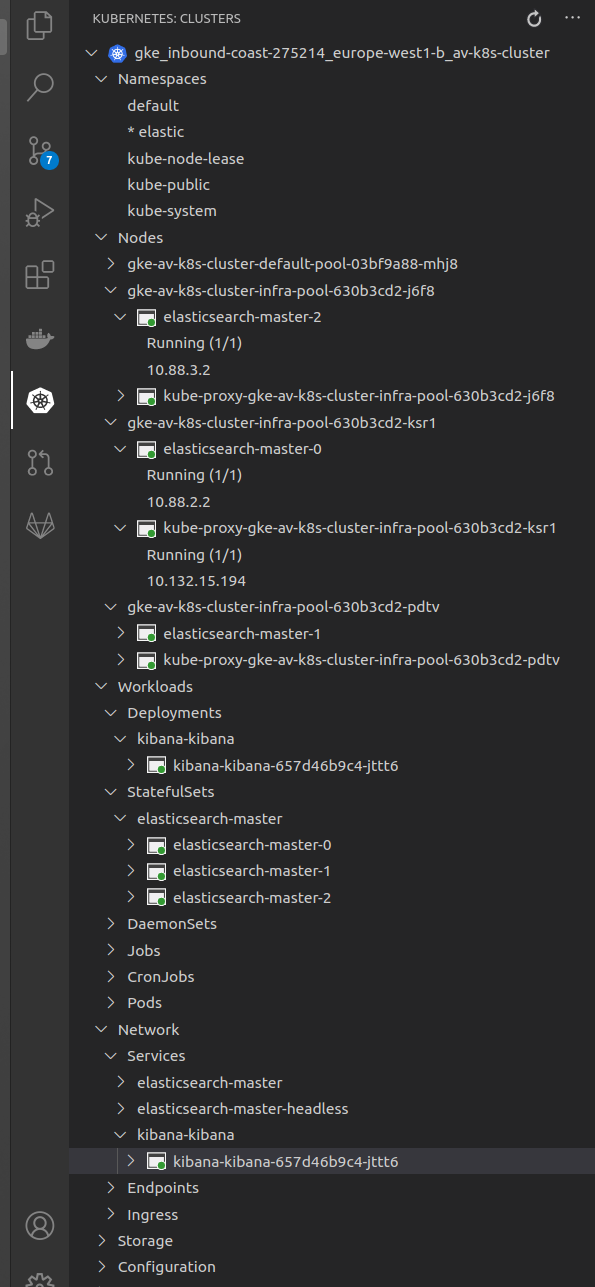 KUBERNETES: CLUSTERS
gke_inbound-coast-275214_europe-west1-b_av-k8s-cluster
Namespaces
default
* elastic
kube-node-lease
7
kube-public
kube-system
Nodes
gke-av-k8s-cluster-default-pool-03bf9a88-mhj8
gke-av-k8s-cluster-infra-pool-630b3cd2-j6f8
elasticsearch-master-2
Running (1/1)
10.88.3.2
kube-proxy-gke-av-k8s-cluster-infra-pool-630b3cd2-j6f8
gke-av-k8s-cluster-infra-pool-630b3cd2-ksr1
elasticsearch-master-0
Running (1/1)
10.88.2.2
kube-proxy-gke-av-k8s-cluster-infra-pool-630b3cd2-ksr1
Running (1/1)
10.132.15.194
gke-av-k8s-cluster-infra-pool-630b3cd2-pdtv
elasticsearch-master-1
kube-proxy-gke-av-k8s-cluster-infra-pool-630b3cd2-pdtv
Workloads
Deployments
kibana-kibana
kibana-kibana-657d46b9c4-jttt6
StatefulSets
elasticsearch-master
elasticsearch-master-0
elasticsearch-master-1
elasticsearch-master-2
DaemonSets
Jobs
CronJobs
Pods
Network
Services
elasticsearch-master
elasticsearch-master-headless
kibana-kibana
kibana-kibana-657d46b9c4-jttt6
Endpoints
Ingress
Storage
Configuration